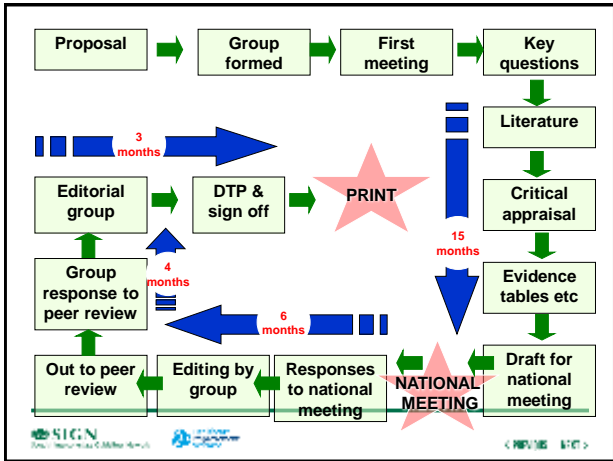 Proposal
Group
formed
First
meeting
Key
questions
Literature
Critical
appraisal
Evidence
tables etc
Draft for
national
meeting
NATIONAL
MEETING
Responses
to national
meeting
Editing by
group
Out to peer
review
Group
response to
peer review
Editorial
group
DTP &
sign off
PRINT
3
months
15
months
4
months
6
months
SIGN
< PREVIOUS NEXT >